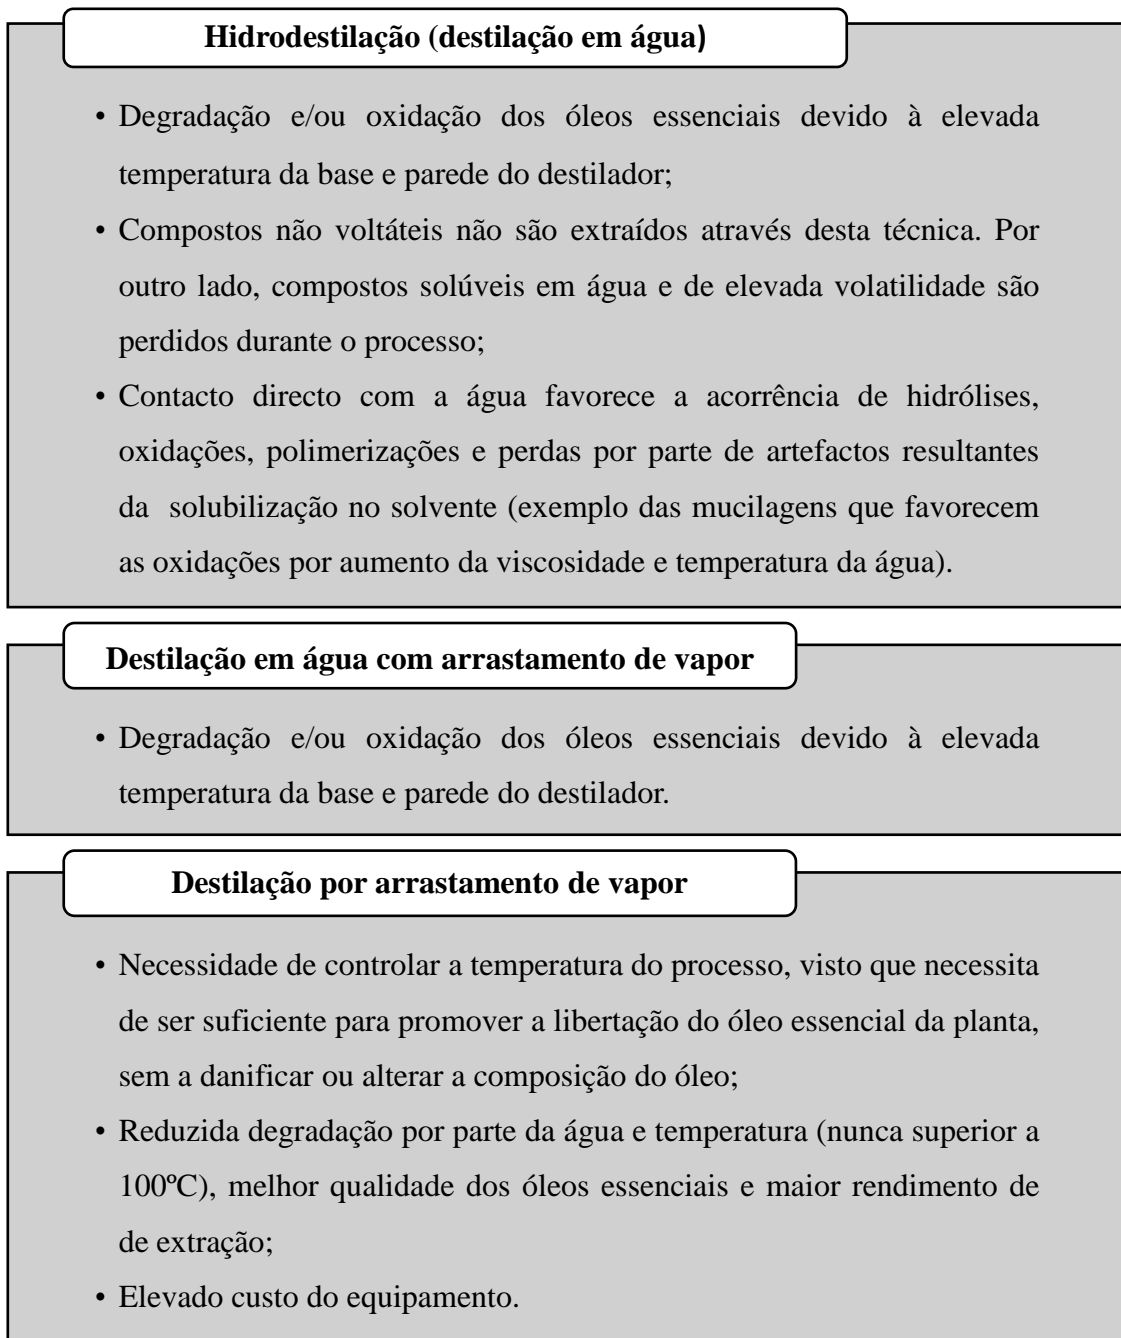 Hidrodestilação (destilação em água)
• Degradação e/ou oxidação dos óleos essenciais devido à elevada
temperatura da base e parede do destilador;
• Compostos não voltáteis não são extraídos através desta técnica. Por
outro lado, compostos solúveis em água e de elevada volatilidade são
perdidos durante o processo;
• Contacto directo com a água favorece a acorrência de hidrólises,
oxidações, polimerizações e perdas por parte de artefactos resultantes
da solubilização no solvente (exemplo das mucilagens que favorecem
as oxidações por aumento da viscosidade e temperatura da água).
Destilação em água com arrastamento de vapor
• Degradação e/ou oxidação dos óleos essenciais devido à elevada
temperatura da base e parede do destilador.
Destilação por arrastamento de vapor
• Necessidade de controlar a temperatura do processo, visto que necessita
de ser suficiente para promover a libertação do óleo essencial da planta,
sem a danificar ou alterar a composição do óleo;
• Reduzida degradação por parte da água e temperatura (nunca superior a
100ºC), melhor qualidade dos óleos essenciais e maior rendimento de
de extração;
• Elevado custo do equipamento.